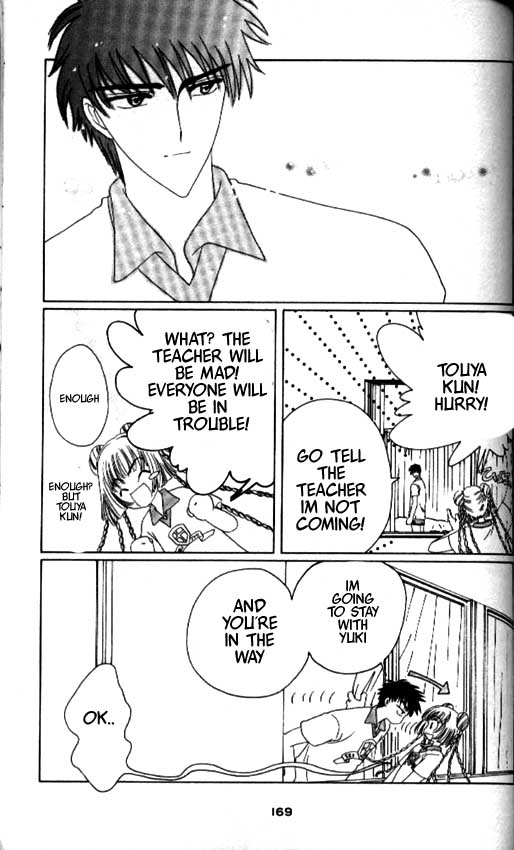 TOUYA
KUN!
HURRY!
GO TELL
THE
TEACHER
IM NOT
COMING!
WHAT? THE
TEACHER WILL
BE MAD!
EVERYONE WILL
BE IN
TROUBLE!
ENOUGH
ENOUGH?
BUT
TOUYA
KUN!
IM
GOING
TO STAY
WITH
YUKI
AND
YOU'RE
IN THE
WAY
OK..
169